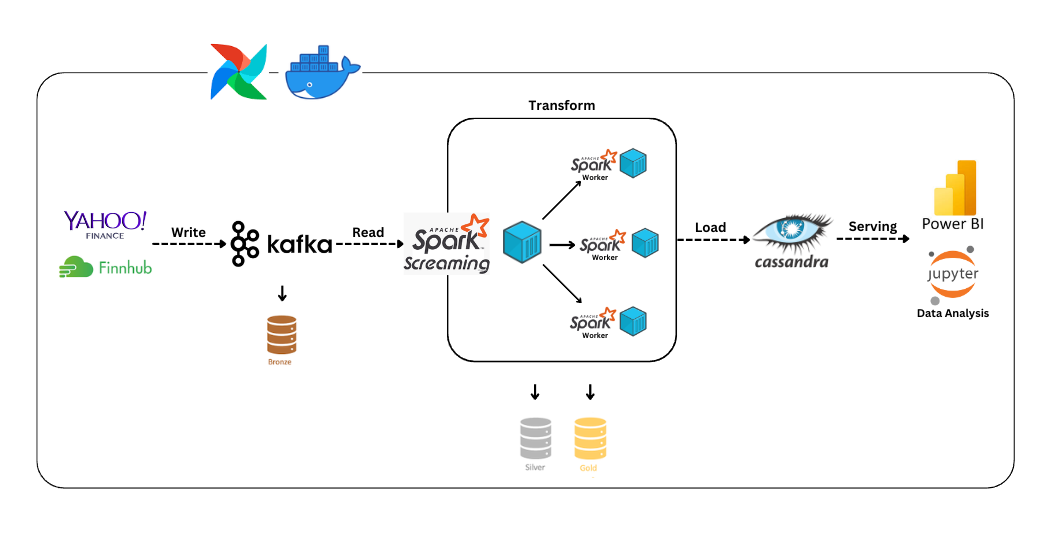 Transform
APACHE
Spark
Worker
YAHOO!
FINANCE
Finnhub
Write
kafka
Read
APACHE
Spark
Screaming
APACHE
Spark
Worker
Load
cassandra
Serving
Power BI
jupyter
Data Analysis
APACHE
Spark
Worker
Bronze
Silver
Gold